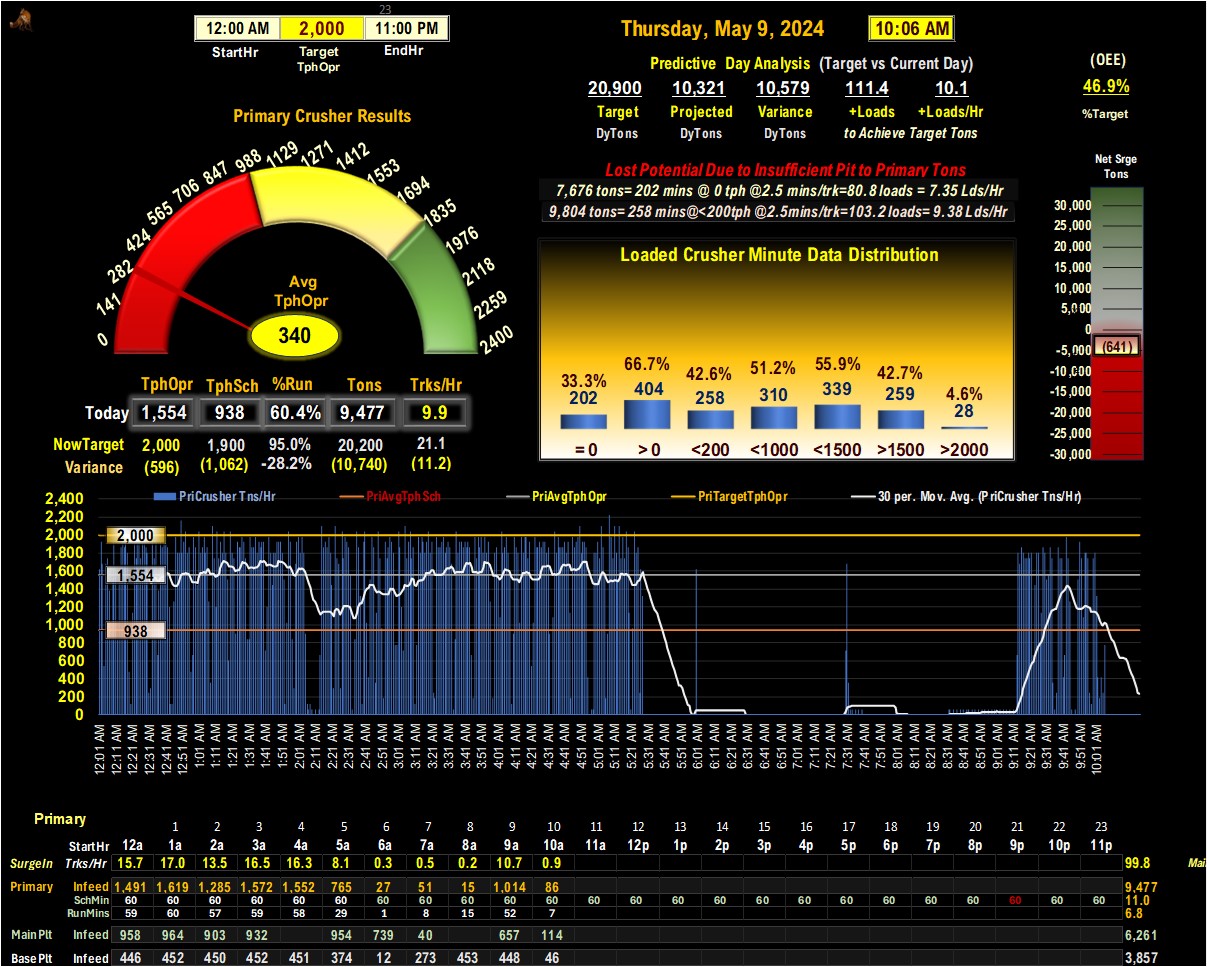 23
12:00 AM 2,000 11:00 PM
StartHr Target EndHr
TphOpr
Thursday, May 9, 2024 10:06 AM
Predictive Day Analysis (Target vs Current Day)
20,900 10,321 10,579 111.4 10.1
Target Projected Variance +Loads +Loads/Hr
DyTons DyTons DyTons to Achieve Target Tons
(OEE)
46.9%
%Target
Primary Crusher Results
0 141 282 424 565 706 847 988 1129 1271 1412 1553 1694 1835 1976 2118 2259 2400
Avg
TphOpr
340
Lost Potential Due to Insufficient Pit to Primary Tons
7,676 tons= 202 mins @ 0 tph @2.5 mins/trk=80.8 loads = 7.35 Lds/Hr
9,804 tons= 258 mins@<200tph @2.5mins/trk=103.2 loads= 9.38 Lds/Hr
Loaded Crusher Minute Data Distribution
33.3% 66.7% 42.6% 51.2% 55.9% 42.7% 4.6%
202 404 258 310 339 259 28
= 0 > 0 <200 <1000 <1500 >1500 >2000
Net Srge
Tons
30,000
25,000
20,000
15,000
10,000
5,000
0
-5,000
(641)
-10,000
-15,000
-20,000
-25,000
-30,000
TphOpr TphSch %Run Tons Trks/Hr
Today 1,554 938 60.4% 9,477 9.9
NowTarget 2,000 1,900 95.0% 20,200 21.1
Variance (596) (1,062) -28.2% (10,740) (11.2)
PriCrusher Tns/Hr PriAvgTphSch PriAvgTphOpr PriTargetTphOpr 30 per. Mov. Avg. (PriCrusher Tns/Hr)
2,400
2,200
2,000
1,800
1,600
1,400
1,200
1,000
800
600
400
200
0
2,000
1,554
938
12:01 AM 12:11 AM 12:21 AM 12:31 AM 12:41 AM 12:51 AM 1:01 AM 1:11 AM 1:21 AM 1:31 AM 1:41 AM 1:51 AM 2:01 AM 2:11 AM 2:21 AM 2:31 AM 2:41 AM 2:51 AM 3:01 AM 3:11 AM 3:21 AM 3:31 AM 3:41 AM 3:51 AM 4:01 AM 4:11 AM 4:21 AM 4:31 AM 4:41 AM 4:51 AM 5:01 AM 5:11 AM 5:21 AM 5:31 AM 5:41 AM 5:51 AM 6:01 AM 6:11 AM 6:21 AM 6:31 AM 6:41 AM 6:51 AM 7:01 AM 7:11 AM 7:21 AM 7:31 AM 7:41 AM 7:51 AM 8:01 AM 8:11 AM 8:21 AM 8:31 AM 8:41 AM 8:51 AM 9:01 AM 9:11 AM 9:21 AM 9:31 AM 9:41 AM 9:51 AM 10:01 AM
Primary
1 2 3 4 5 6 7 8 9 10 11 12 13 14 15 16 17 18 19 20 21 22 23
StartHr 12a 1a 2a 3a 4a 5a 6a 7a 8a 9a 10a 11a 12p 1p 2p 3p 4p 5p 6p 7p 8p 9p 10p 11p
SurgeIn Trks/Hr 15.7 17.0 13.5 16.5 16.3 8.1 0.3 0.5 0.2 10.7 0.9 99.8
Primary Infeed 1,491 1,619 1,285 1,572 1,552 765 27 51 15 1,014 86 9,477
SchMin 60 60 60 60 60 60 60 60 60 60 60 60 60 60 60 60 60 60 60 60 60 60 60 60 11.0
RunMins 59 60 57 59 58 29 1 8 15 52 7 6.8
Main Plt Infeed 958 964 903 932 954 739 40 657 114 6,261
Base Plt Infeed 446 452 450 452 451 374 12 273 453 448 46 3,857